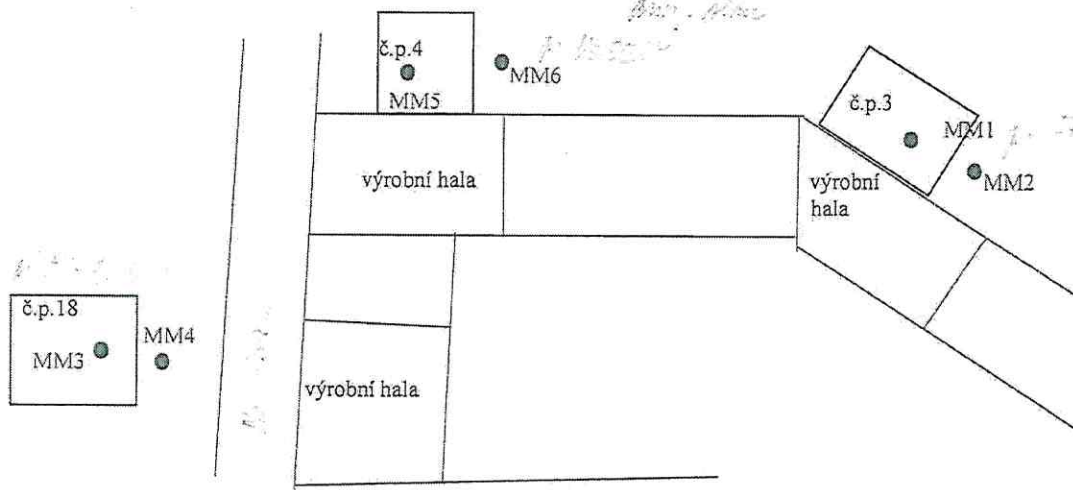 č.p.4
MM5
MM6
č.p.3
MM1
MM2
výrobní hala
výrobní
hala
č.p.18
MM3
MM4
výrobní hala